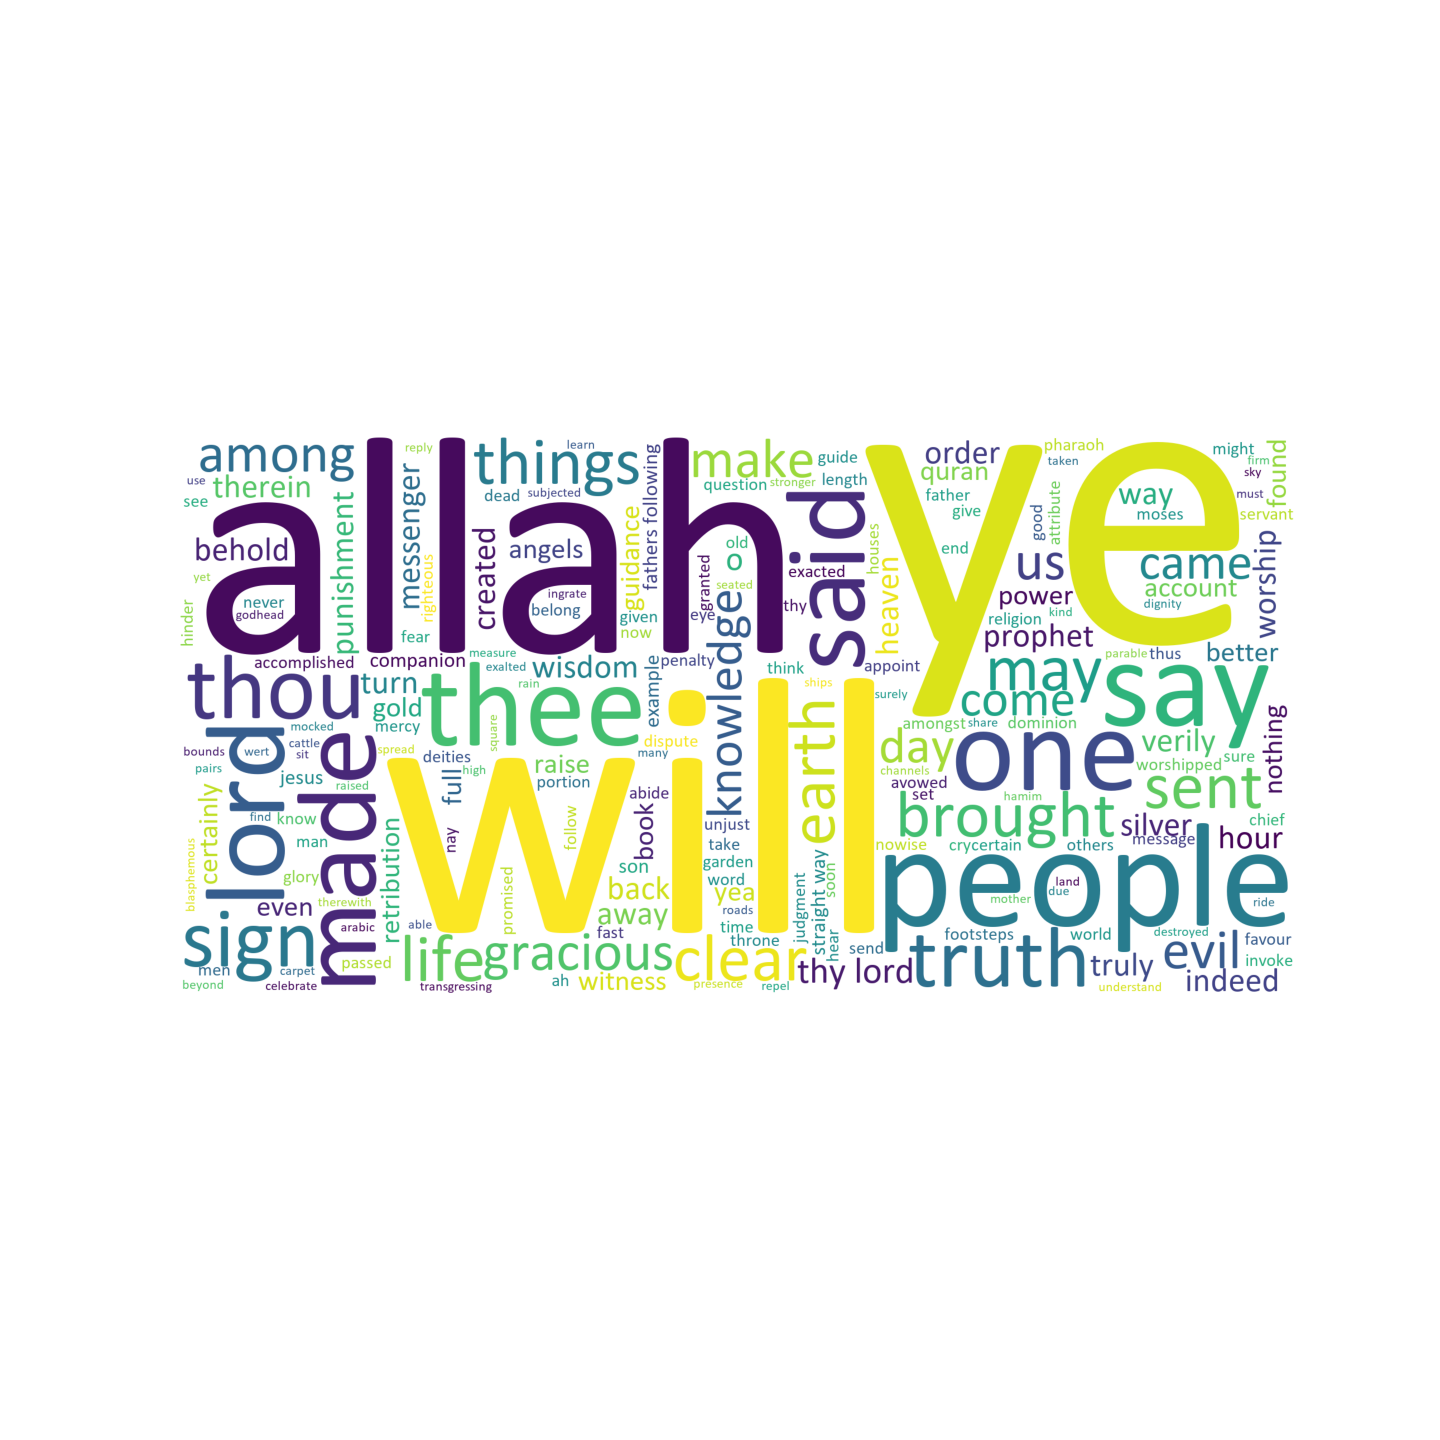 among
things
learn
reply
make
guide
order
pharaoh
might
firm
use
therein
see
allah
ye
messenger
dead
subjected
fathers following
question
stronger
length
quran
taken
sky
found
father
give
way
moses
must
servant
behold
punishment
righteous
created
angels
guidance
old
o
said
houses
good
attribute
yet
never
godhead
hinder
fear
ingrate
belong
given
now
granted
seated
eye
exacted
thy
heaven
end
us
power
religion
kind
came
account
dignity
worship
accomplished
companion
measure
exalted
wisdom
example
penalty
knowledge
think
appoint
prophet
parable
thus
better
thou
turn
gold
mercy
thee
rain
square
ships
surely
may
come
say
mocked
bounds
wert
cattle
sit
lord
made
spread
deities
high
dispute
many
will
earth
amongst
share
dominion
day
channels
one
verily
worshipped
sure
nothing
pairs
jesus
raised
full
raise
portion
abide
avowed
set
hamim
sent
find
know
man
certainly
nay
follow
book
unjust
take
brought
silver
message
chief
hour
blasphemous
glory
therewith
retribution
promised
son
garden
word
nowise
crycertain
others
people
land
due
mother
ride
even
arabic
able
back
yea
away
roads
time
judgment
straight way
soon
hear
sign
men
carpet
passed
life
gracious
fast
throne
clear
send
footsteps
world
destroyed
evil
favour
invoke
beyond
celebrate
transgressing
ah
witness
presence
repel
thy lord
truth
truly
understand
indeed